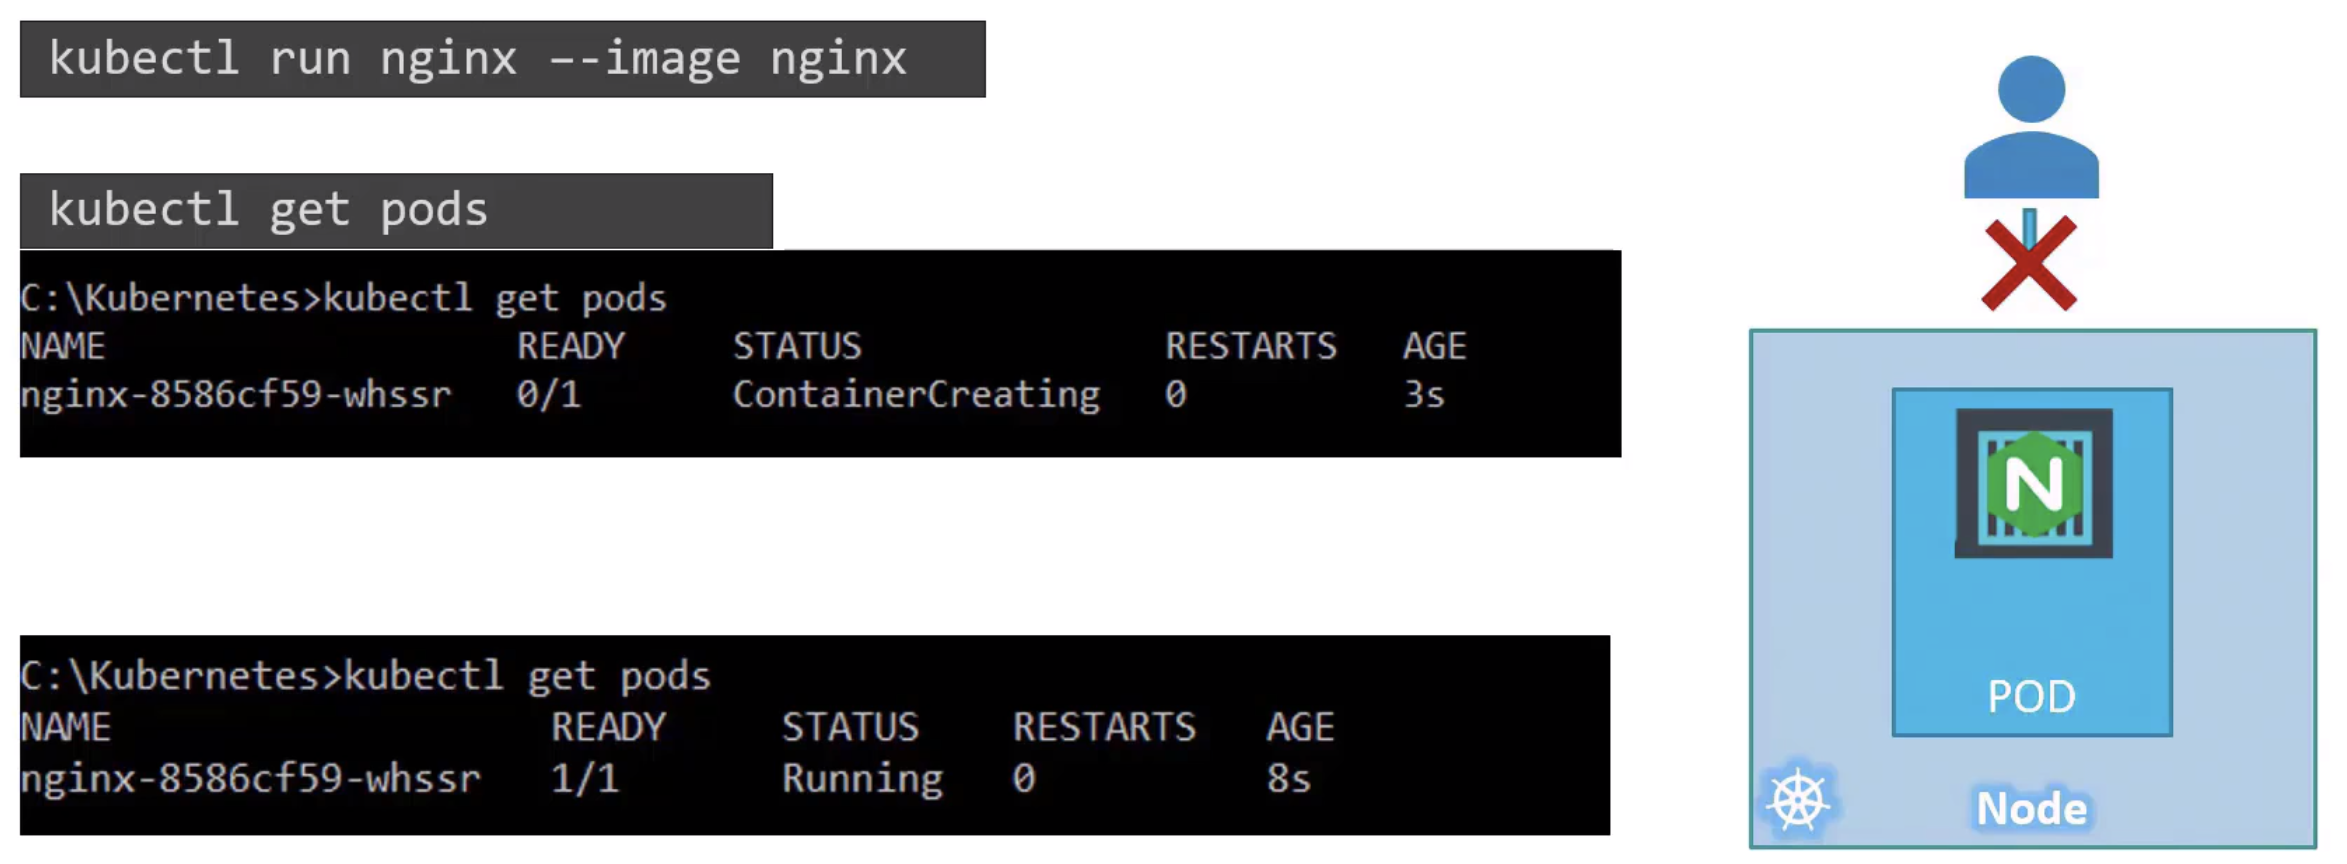 kubectl run nginx –-image nginx
kubectl get pods
C:\Kubernetes>kubectl get pods
NAME READY STATUS RESTARTS AGE
nginx-8586cf59-whssr 0/1 ContainerCreating 0 3s
C:\Kubernetes>kubectl get pods
NAME READY STATUS RESTARTS AGE
nginx-8586cf59-whssr 1/1 Running 0 8s
N
POD
Node